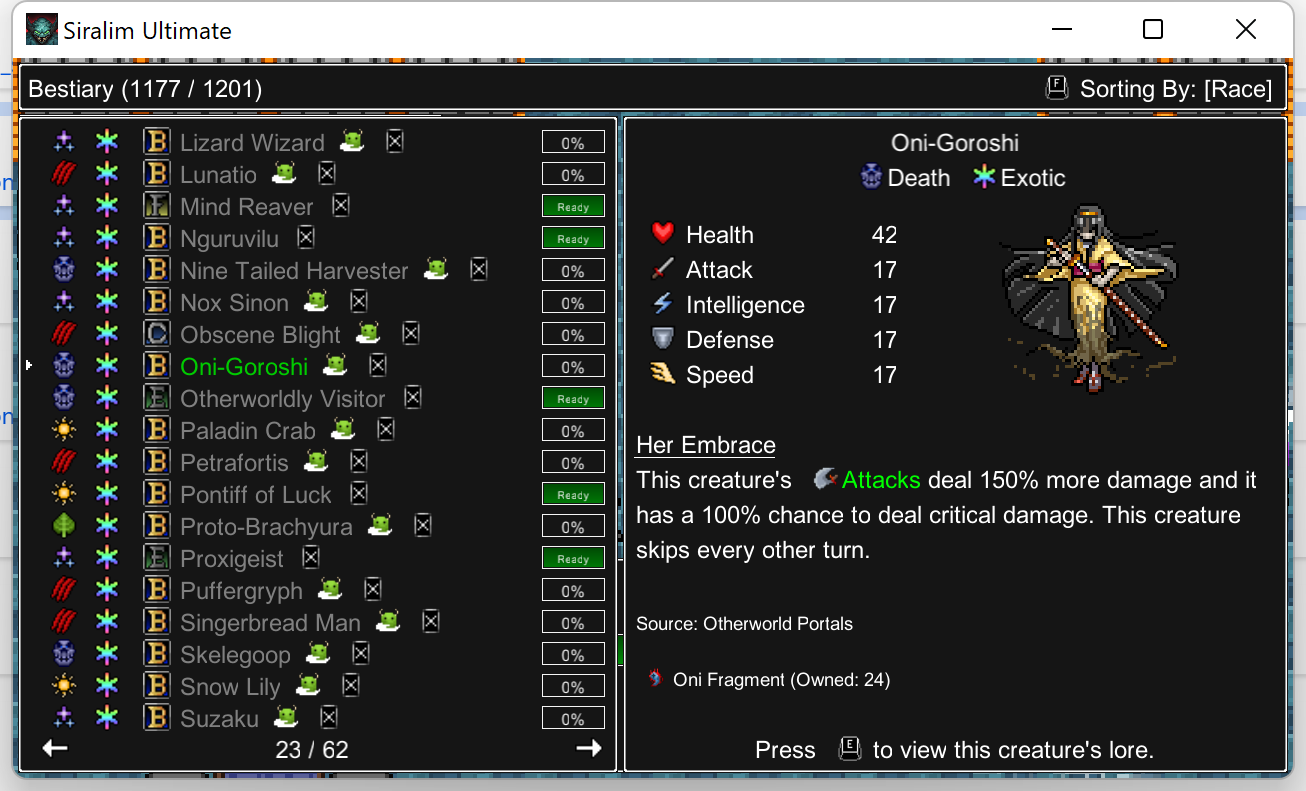 Siralim Ultimate
Bestiary (1177 / 1201)
F Sorting By: [Race]
B Lizard Wizard 0%
B Lunatio 0%
F Mind Reaver Ready
B Nguruvilu Ready
B Nine Tailed Harvester 0%
B Nox Sinon 0%
C Obscene Blight 0%
B Oni-Goroshi 0%
E Otherworldly Visitor Ready
B Paladin Crab 0%
B Petrafortis 0%
B Pontiff of Luck Ready
B Proto-Brachyura 0%
E Proxigeist Ready
B Puffergryph 0%
B Singerbread Man 0%
B Skelegoop 0%
B Snow Lily 0%
B Suzaku 0%
23 / 62
Oni-Goroshi
Death Exotic
Health 42
Attack 17
Intelligence 17
Defense 17
Speed 17
Her Embrace
This creature's Attacks deal 150% more damage and it
has a 100% chance to deal critical damage. This creature
skips every other turn.
Source: Otherworld Portals
Oni Fragment (Owned: 24)
Press E to view this creature's lore.